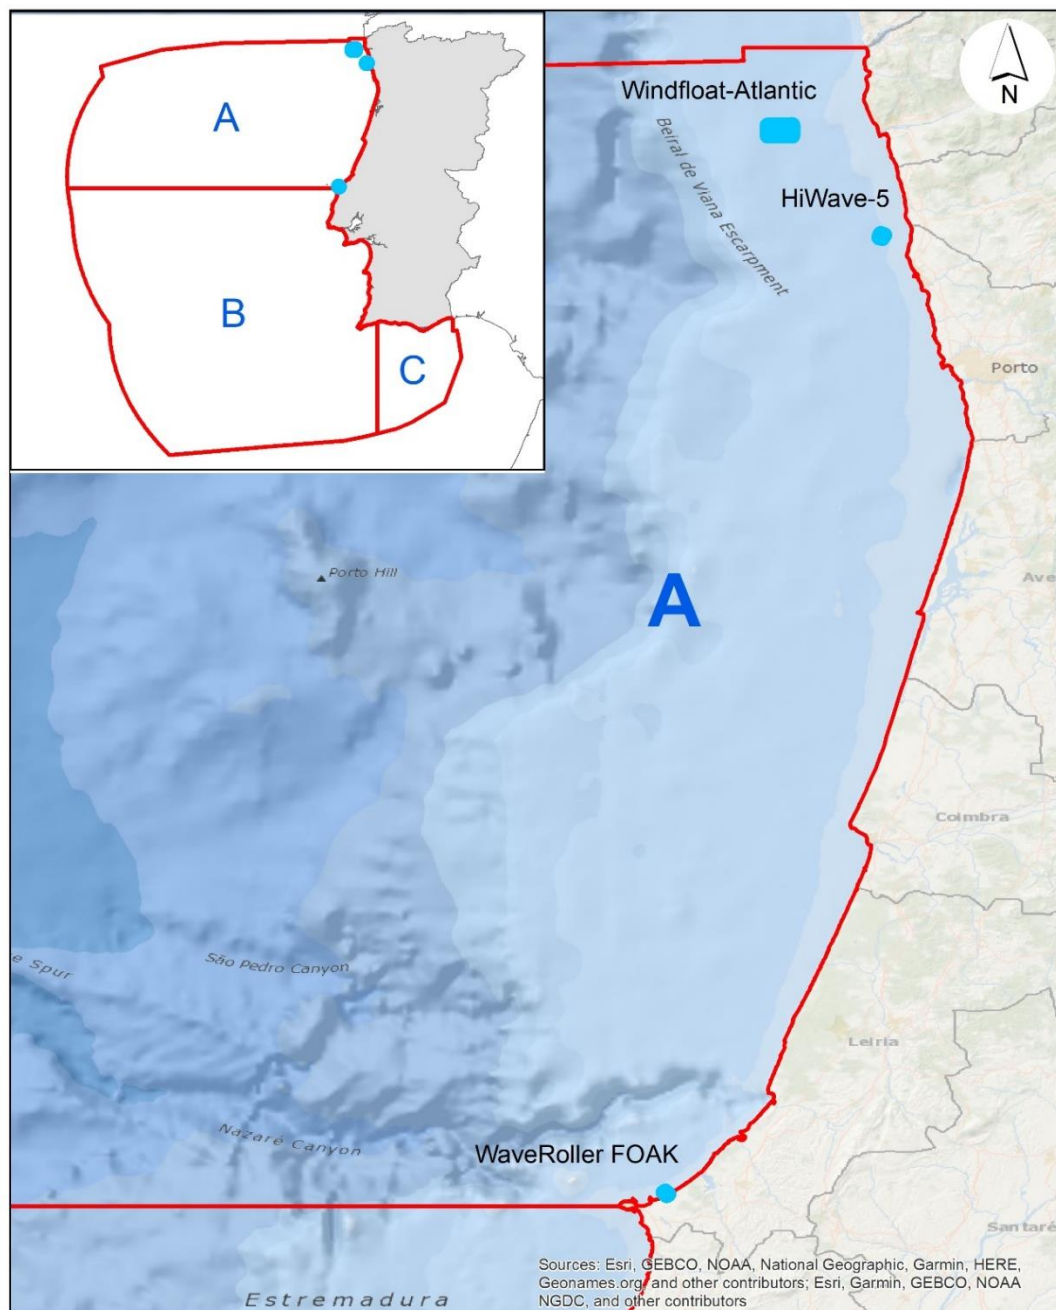 A
B
C
N
Windfloat-Atlantic
Beiral de Viana Escarpment
HiWave-5
Porto
Porto Hill
A
Ave
Coimbra
São Pedro Canyon
e Spur
Leiria
Nazaré Canyon
WaveRoller FOAK
Santaré
Estremadura
Sources: Esri, GEBCO, NOAA, National Geographic, Garmin, HERE,
Geonames.org, and other contributors; Esri, Garmin, GEBCO, NOAA
NGDC, and other contributors